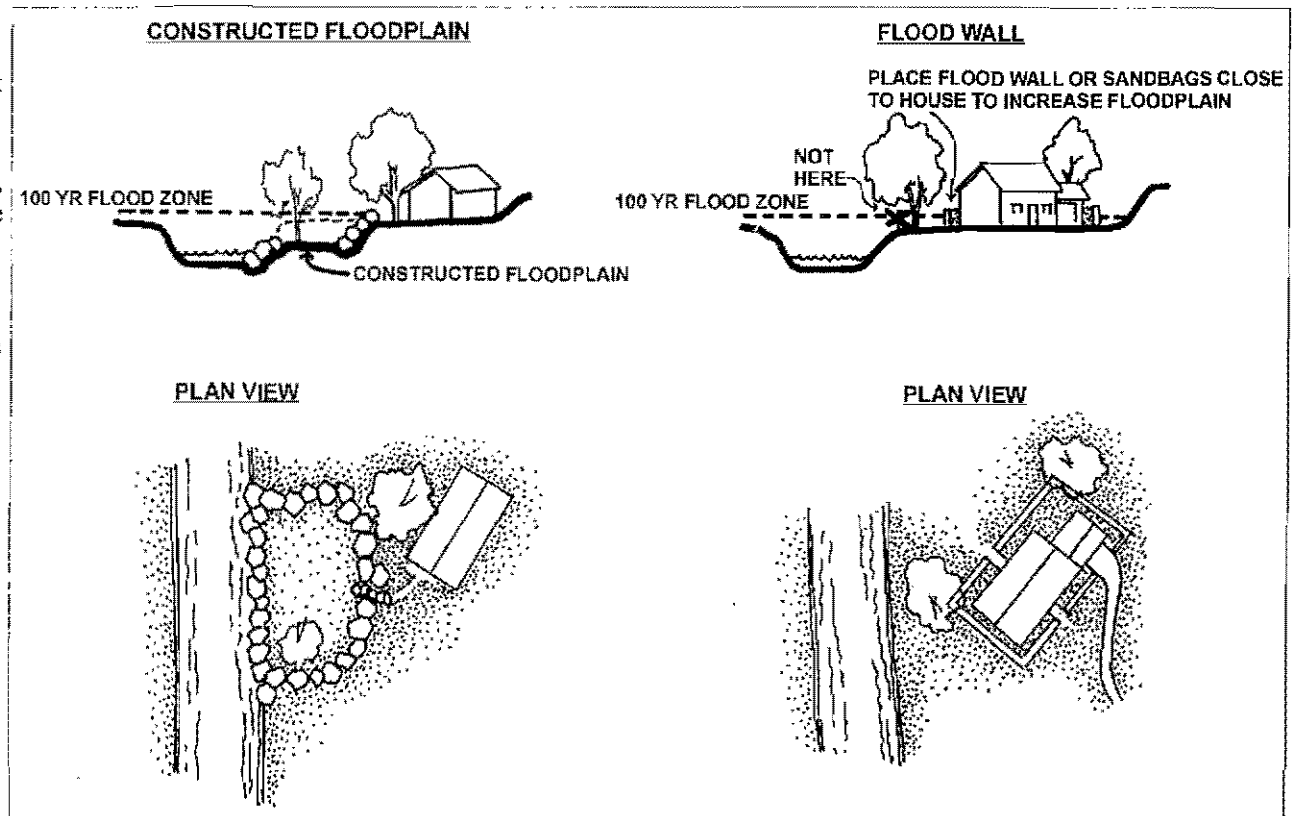 CONSTRUCTED FLOODPLAIN
100 YR FLOOD ZONE
CONSTRUCTED FLOODPLAIN
FLOOD WALL
PLACE FLOOD WALL OR SANDBAGS CLOSE
TO HOUSE TO INCREASE FLOODPLAIN
NOT
HERE
100 YR FLOOD ZONE
PLAN VIEW
PLAN VIEW